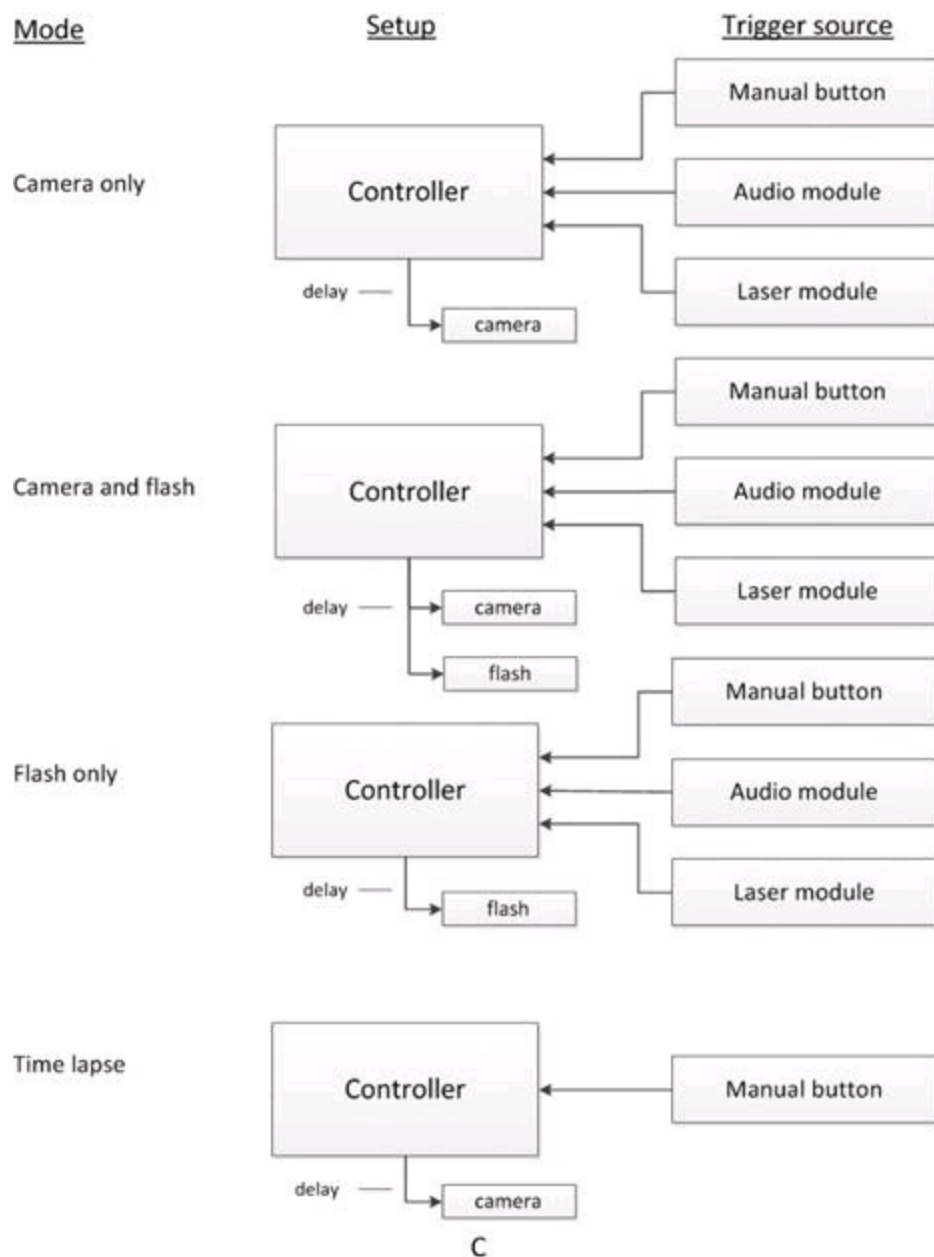 Mode Setup Trigger source
Manual button
Camera only
Controller
Audio module
Laser module
delay
camera
Manual button
Camera and flash
Controller
Audio module
Laser module
delay
camera
flash
Manual button
Flash only
Controller
Audio module
Laser module
delay
flash
Time lapse
Controller
Manual button
delay
camera
C